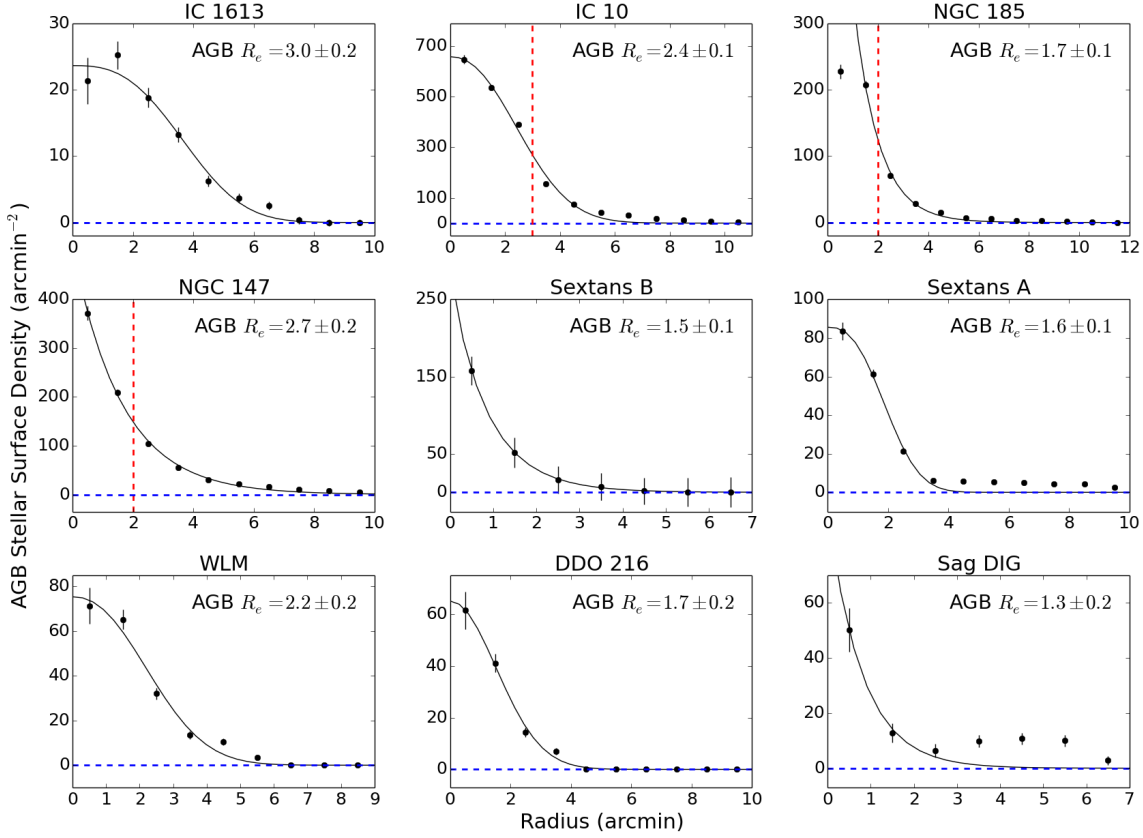 IC 1613
AGB R_e=3.0±0.2
30
20
10
0
0 2 4 6 8 10
IC 10
AGB R_e=2.4±0.1
700
500
300
100
0
0 2 4 6 8 10
NGC 185
AGB R_e=1.7±0.1
300
200
100
0
0 2 4 6 8 10 12
NGC 147
AGB R_e=2.7±0.2
400
300
200
100
0
0 2 4 6 8 10
Sextans B
AGB R_e=1.5±0.1
250
150
50
0
0 1 2 3 4 5 6 7
Sextans A
AGB R_e=1.6±0.1
100
80
60
40
20
0
0 2 4 6 8 10
WLM
AGB R_e=2.2±0.2
80
60
40
20
0
0 1 2 3 4 5 6 7 8 9
DDO 216
AGB R_e=1.7±0.2
60
40
20
0
0 2 4 6 8 10
Sag DIG
AGB R_e=1.3±0.2
60
40
20
0
0 1 2 3 4 5 6 7
AGB Stellar Surface Density (arcmin⁻²)
Radius (arcmin)